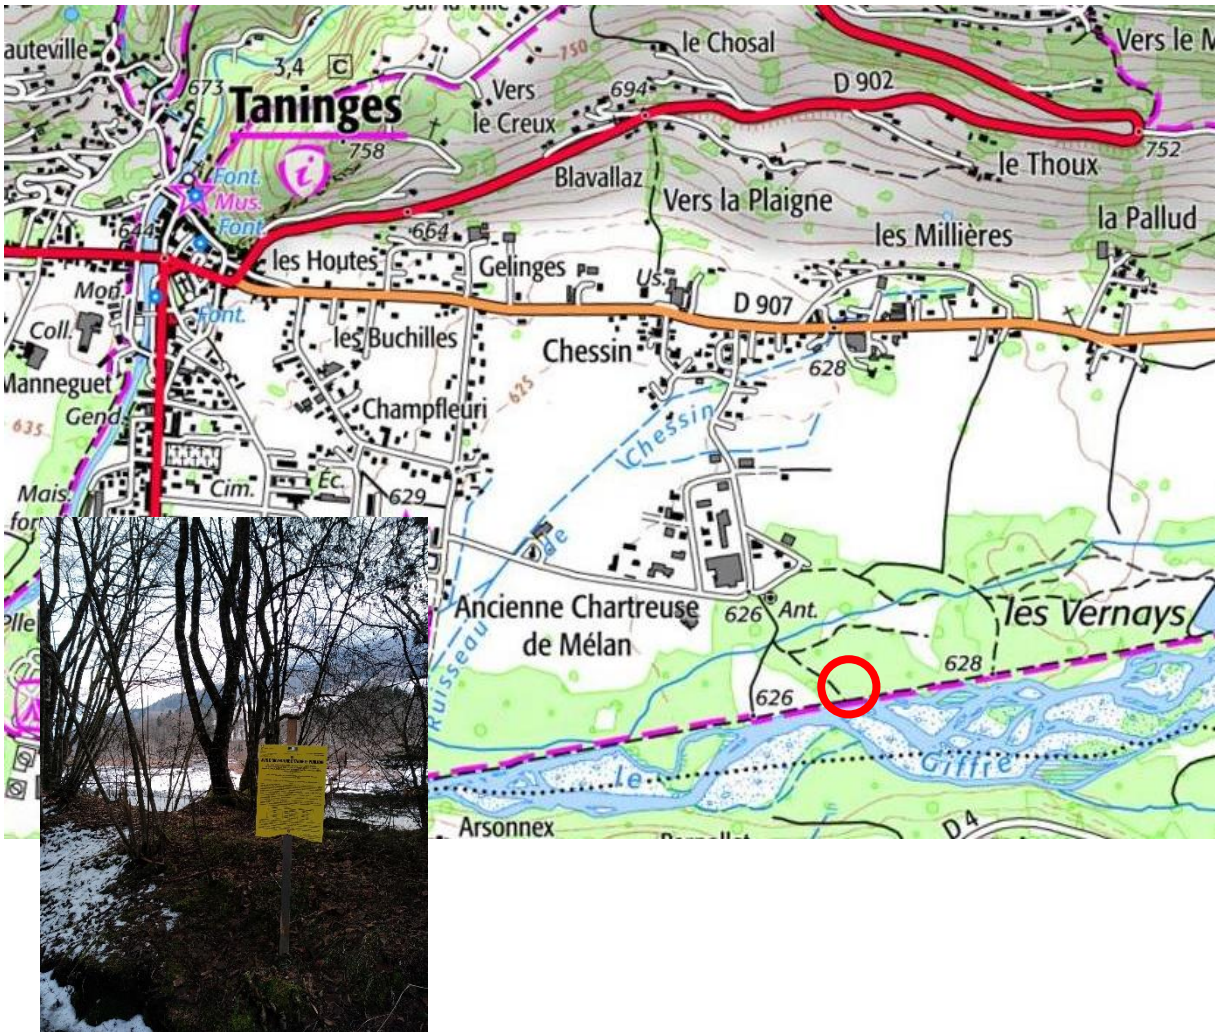 Sur la Ville
auteville
le Chosal
Vers le M
750
3,4
C
673
Vers
le Creux
694
D 902
Taninges
758
752
i
le Thoux
Font.
Mus.
Font
Blavallaz
Vers la Plaigne
la Pallud
644
664
les Millières
les Houtes
Gelinges
Us.
Mon
D 907
Font.
Coll.
les Buchilles
Chessin
628
Manneguet
625
Gend
Champfleuri
635
Chessin
Cim.
Éc.
629
Mais.
for
de
Ancienne Chartreuse
de Mélan
626
Ant.
les Vernays
Ruisseau
628
626
Le
Giffre
Arsonnex
D 4